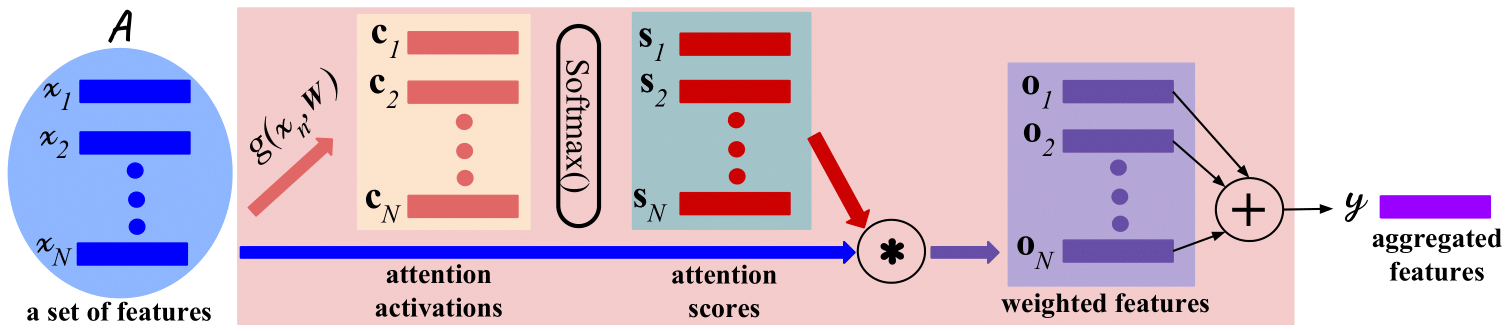 A
x1
x2
xN
a set of features
g(xn, W)
c1
c2
cN
attention
activations
Softmax()
s1
s2
sN
attention
scores
*
o1
o2
oN
weighted features
+
y
aggregated
features